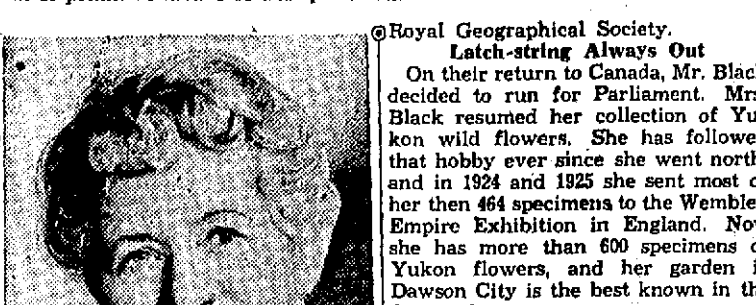 Royal Geographical Society.
Latch-string Always Out
On their return to Canada, Mr. Blac
decided to run for Parliament. Mrs
Black resumed her collection of Yu-
kon wild flowers. She has followe
that hobby ever since she went north
and in 1924 and 1925 she sent most o
her then 464 specimens to the Wemble
Empire Exhibition in England. Nov
she has more than 600 specimens o
Yukon flowers, and her garden i
Dawson City is the best known in th